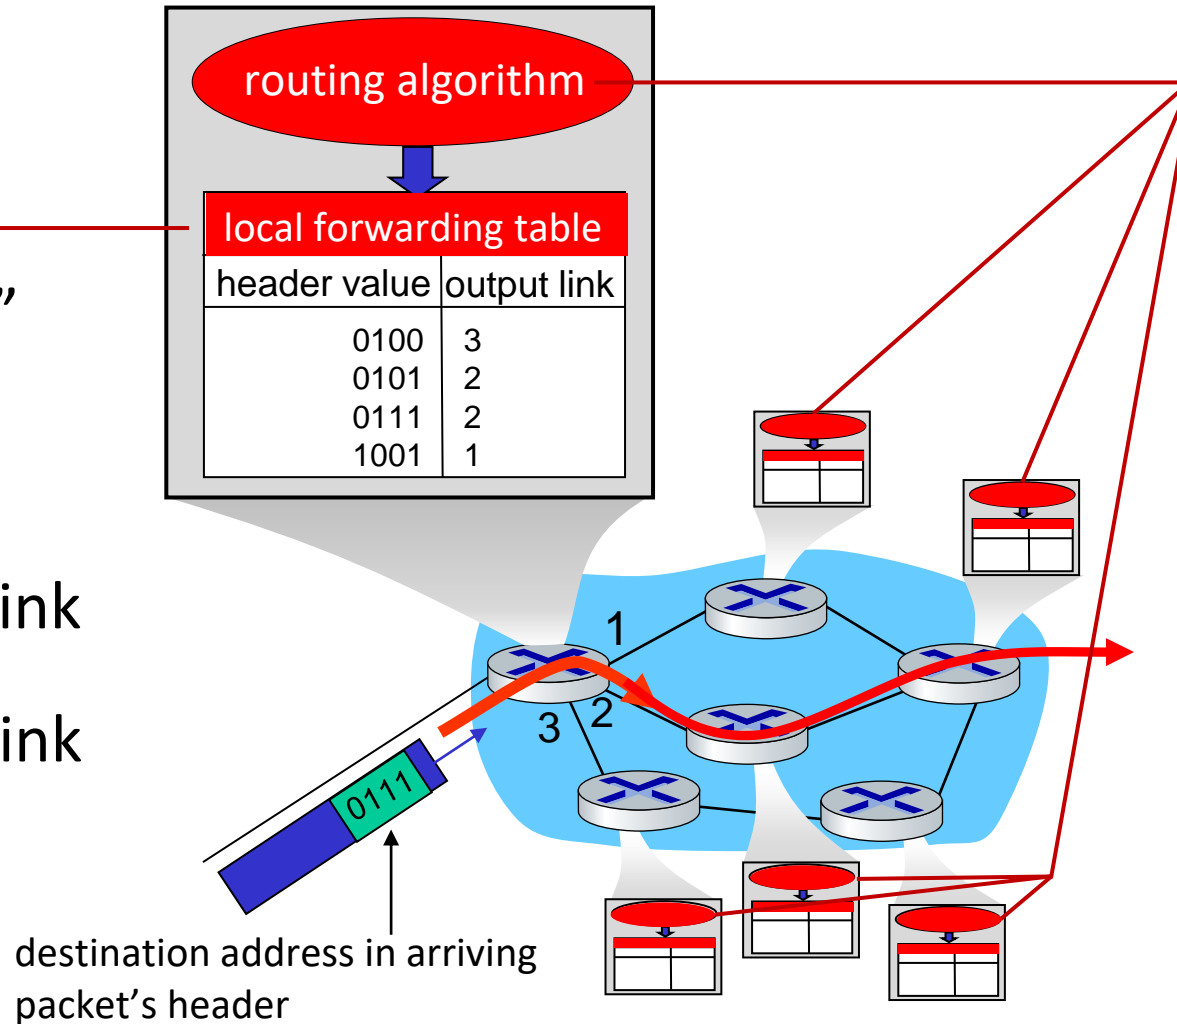 routing algorithm
local forwarding table
header value output link
0100 3
0101 2
0111 2
1001 1
”
ink
ink
1
2
3
0111
destination address in arriving
packet’s header